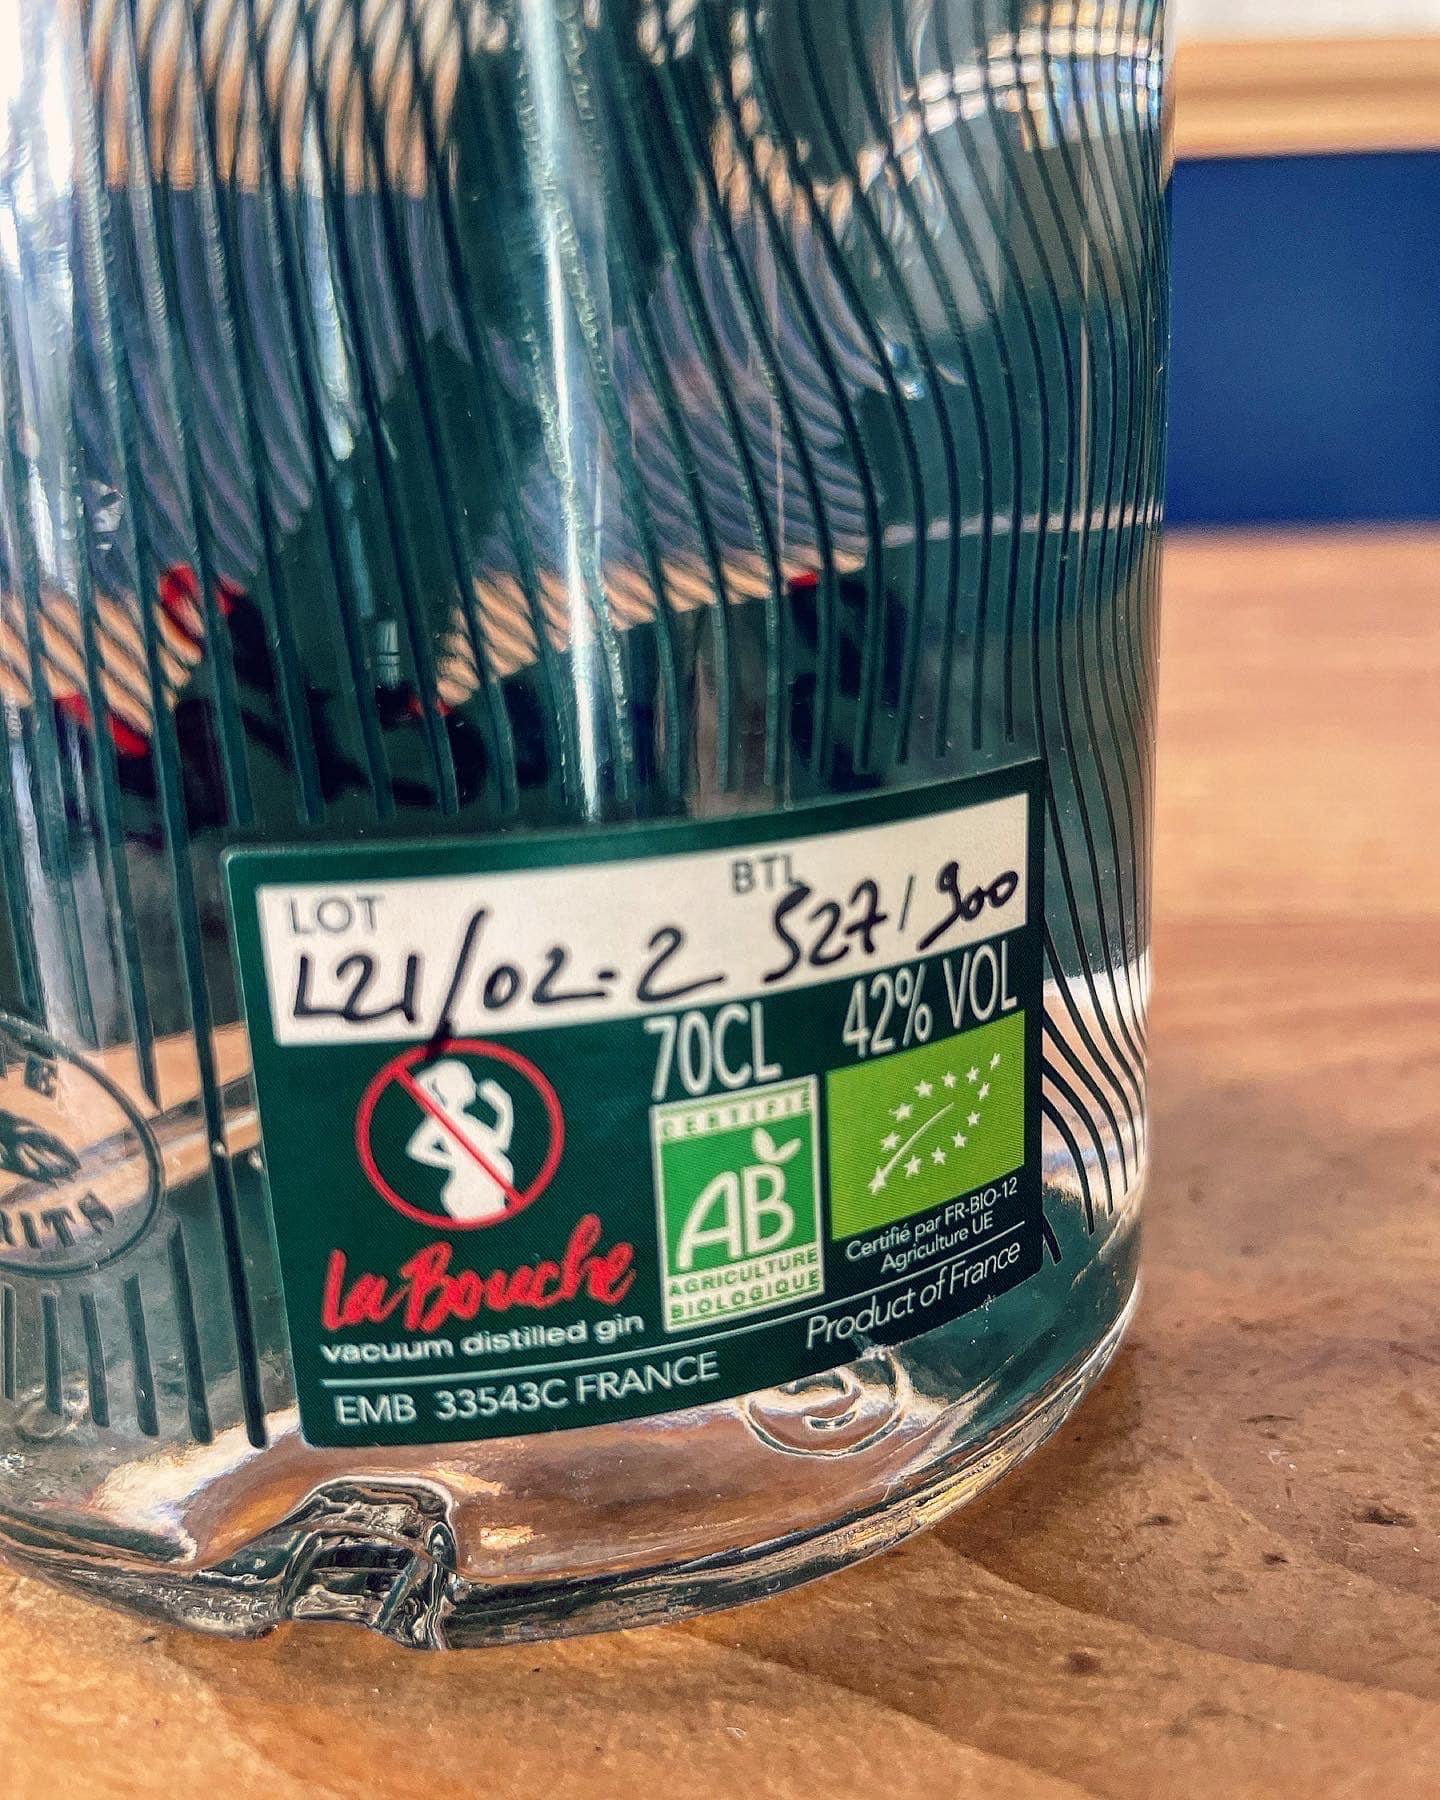 LOT BTL
L21/02-2 527/900
70CL 42% VOL
CERTIFIÉ
AB
AGRICULTURE
BIOLOGIQUE
Certifié par FR-BIO-12
Agriculture UE
La Bouche
vacuum distilled gin
Product of France
EMB 33543C FRANCE